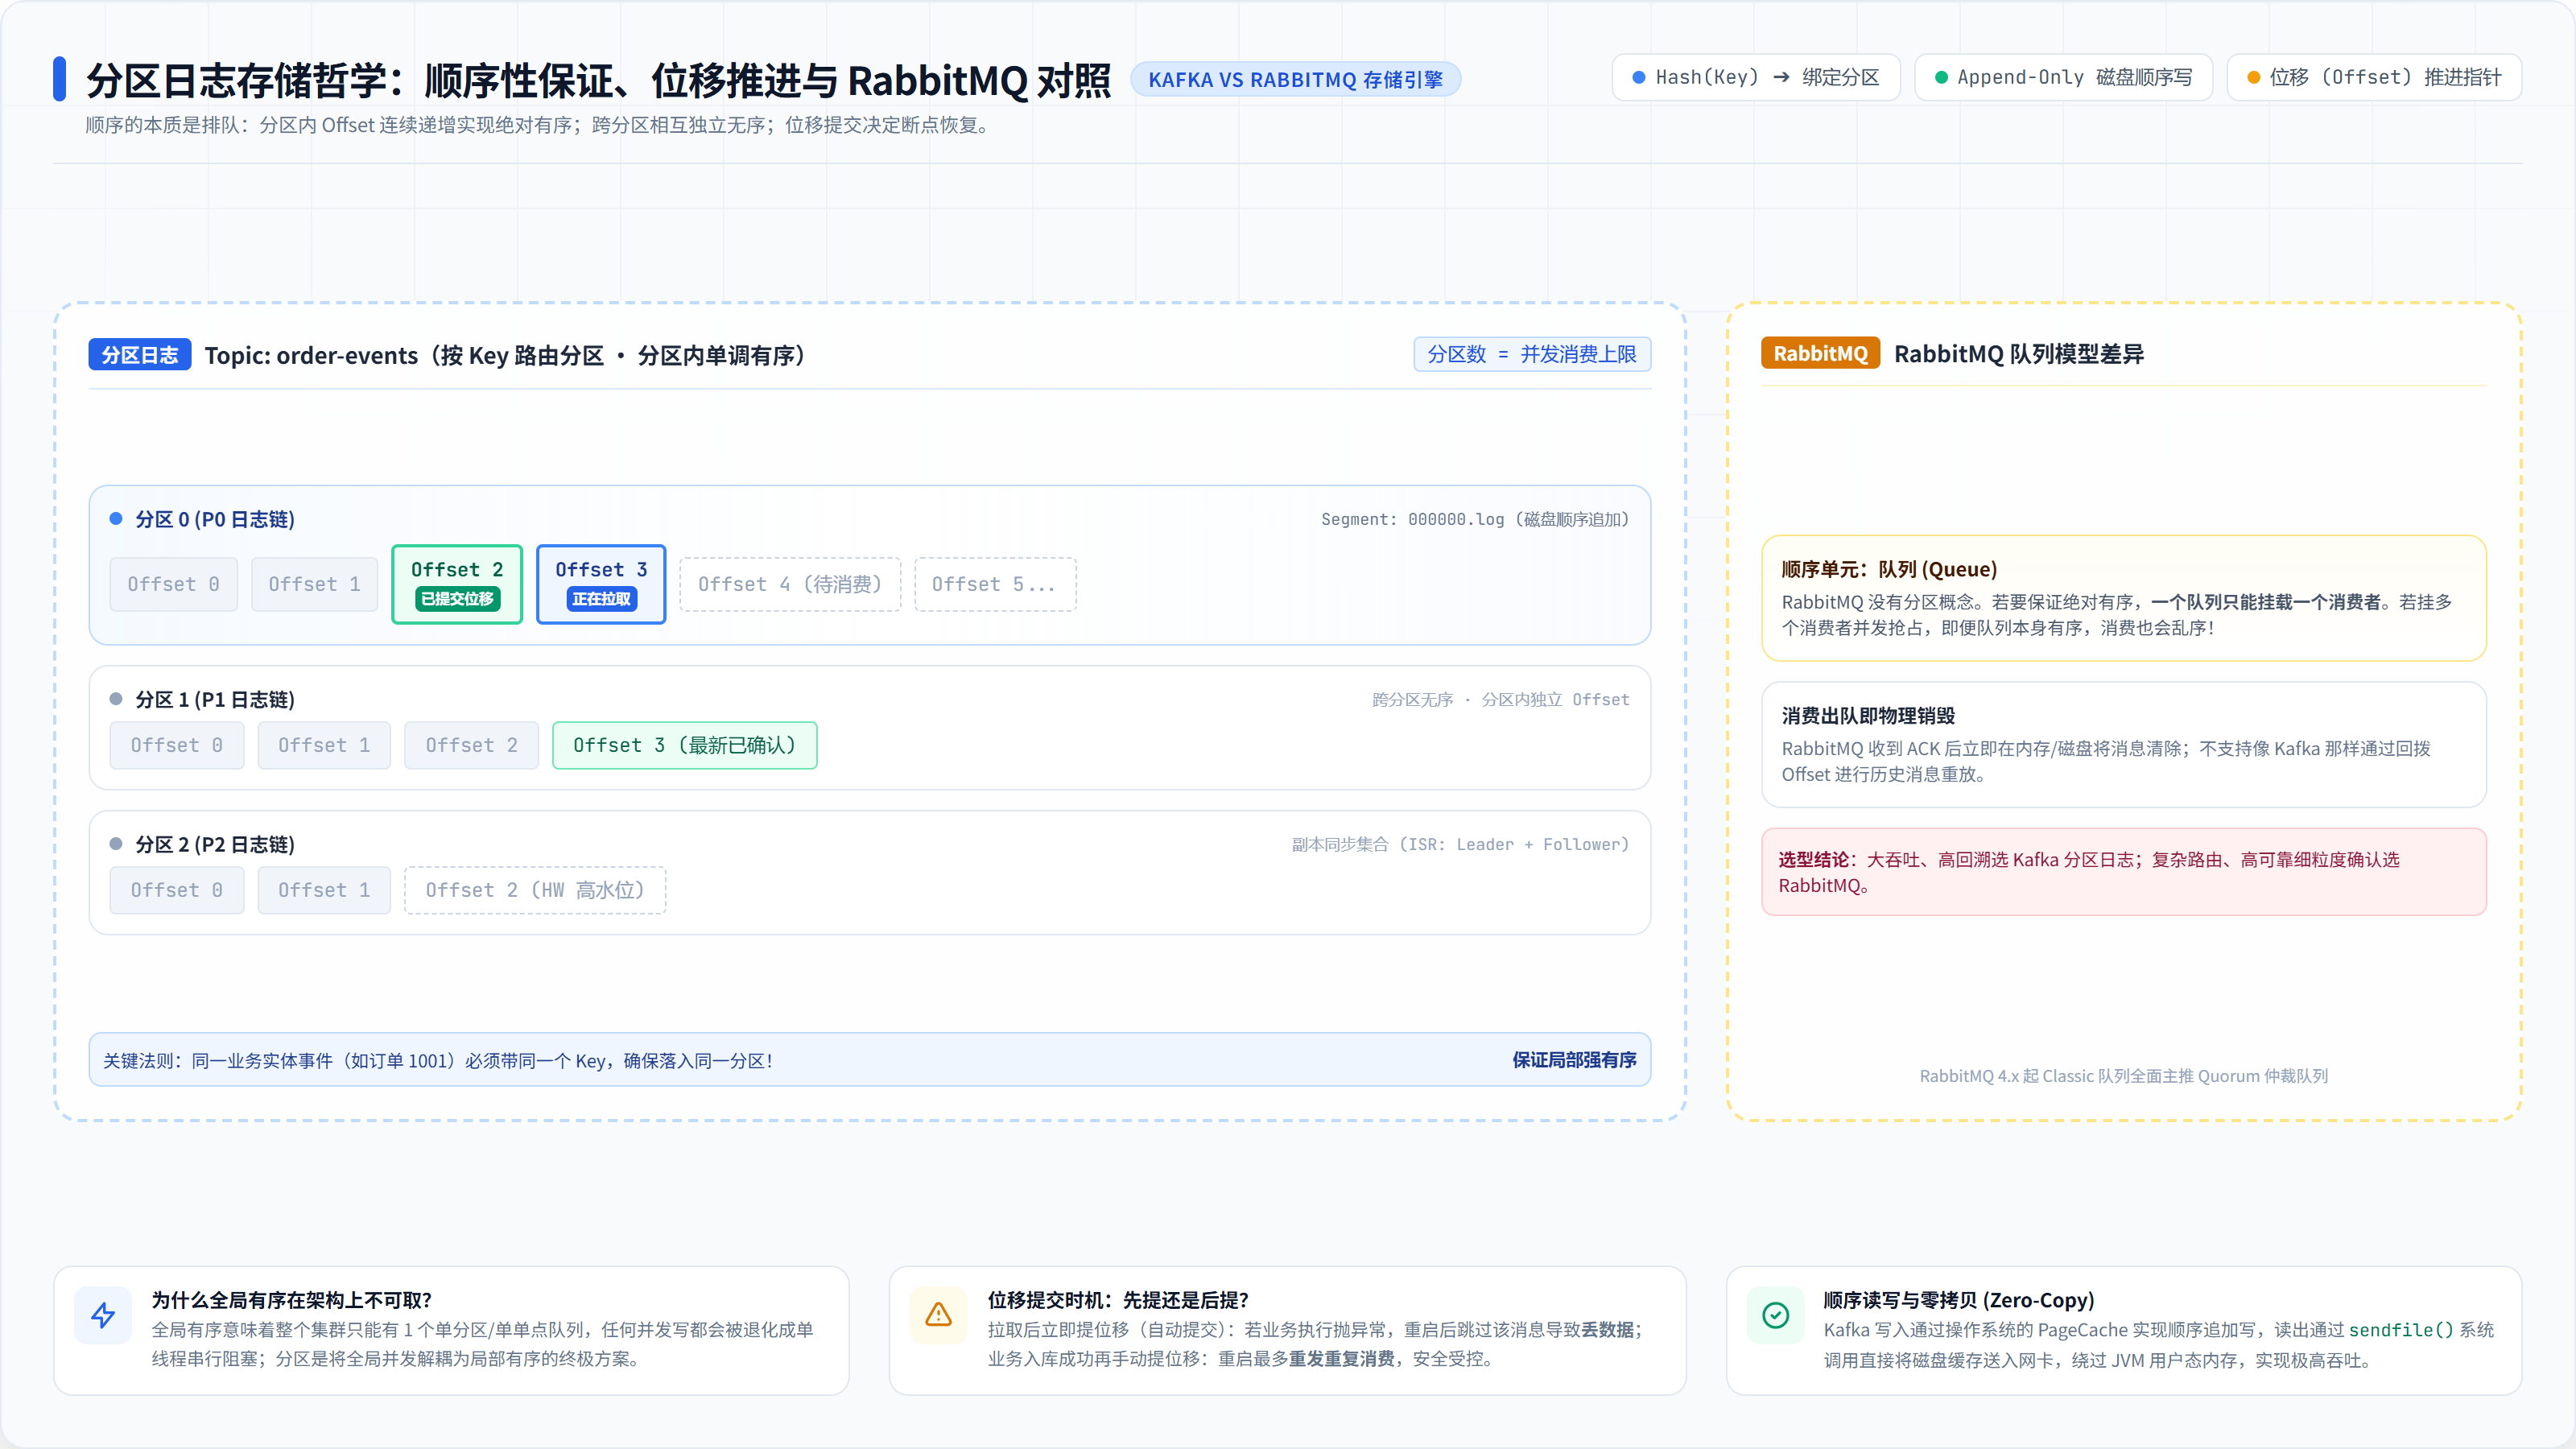 分区日志存储哲学：顺序性保证、位移推进与 RabbitMQ 对照
KAFKA VS RABBITMQ 存储引擎
Hash(Key) ➔ 绑定分区
Append-Only 磁盘顺序写
位移 (Offset) 推进指针
顺序的本质是排队：分区内 Offset 连续递增实现绝对有序；跨分区相互独立无序；位移提交决定断点恢复。
分区日志
Topic: order-events（按 Key 路由分区 · 分区内单调有序）
分区数 = 并发消费上限
分区 0 (P0 日志链)
Segment: 000000.log (磁盘顺序追加)
Offset 0
Offset 1
Offset 2
已提交位移
Offset 3
正在拉取
Offset 4 (待消费)
Offset 5...
分区 1 (P1 日志链)
跨分区无序 · 分区内独立 Offset
Offset 0
Offset 1
Offset 2
Offset 3 (最新已确认)
分区 2 (P2 日志链)
副本同步集合 (ISR: Leader + Follower)
Offset 0
Offset 1
Offset 2 (HW 高水位)
关键法则：同一业务实体事件（如订单 1001）必须带同一个 Key，确保落入同一分区！
保证局部强有序
RabbitMQ
RabbitMQ 队列模型差异
顺序单元：队列 (Queue)
RabbitMQ 没有分区概念。若要保证绝对有序，一个队列只能挂载一个消费者。若挂多
个消费者并发抢占，即便队列本身有序，消费也会乱序！
消费出队即物理销毁
RabbitMQ 收到 ACK 后立即在内存/磁盘将消息清除；不支持像 Kafka 那样通过回拨
Offset 进行历史消息重放。
选型结论：大吞吐、高回溯选 Kafka 分区日志；复杂路由、高可靠细粒度确认选
RabbitMQ。
RabbitMQ 4.x 起 Classic 队列全面主推 Quorum 仲裁队列
为什么全局有序在架构上不可取？
全局有序意味着整个集群只能有 1 个单分区/单单点队列，任何并发写都会被退化成单
线程串行阻塞；分区是将全局并发解耦为局部有序的终极方案。
位移提交时机：先提还是后提？
拉取后立即提位移（自动提交）：若业务执行抛异常，重启后跳过该消息导致丢数据；
业务入库成功再手动提位移：重启最多重发重复消费，安全受控。
顺序读写与零拷贝 (Zero-Copy)
Kafka 写入通过操作系统的 PageCache 实现顺序追加写，读出通过 sendfile() 系统
调用直接将磁盘缓存送入网卡，绕过 JVM 用户态内存，实现极高吞吐。